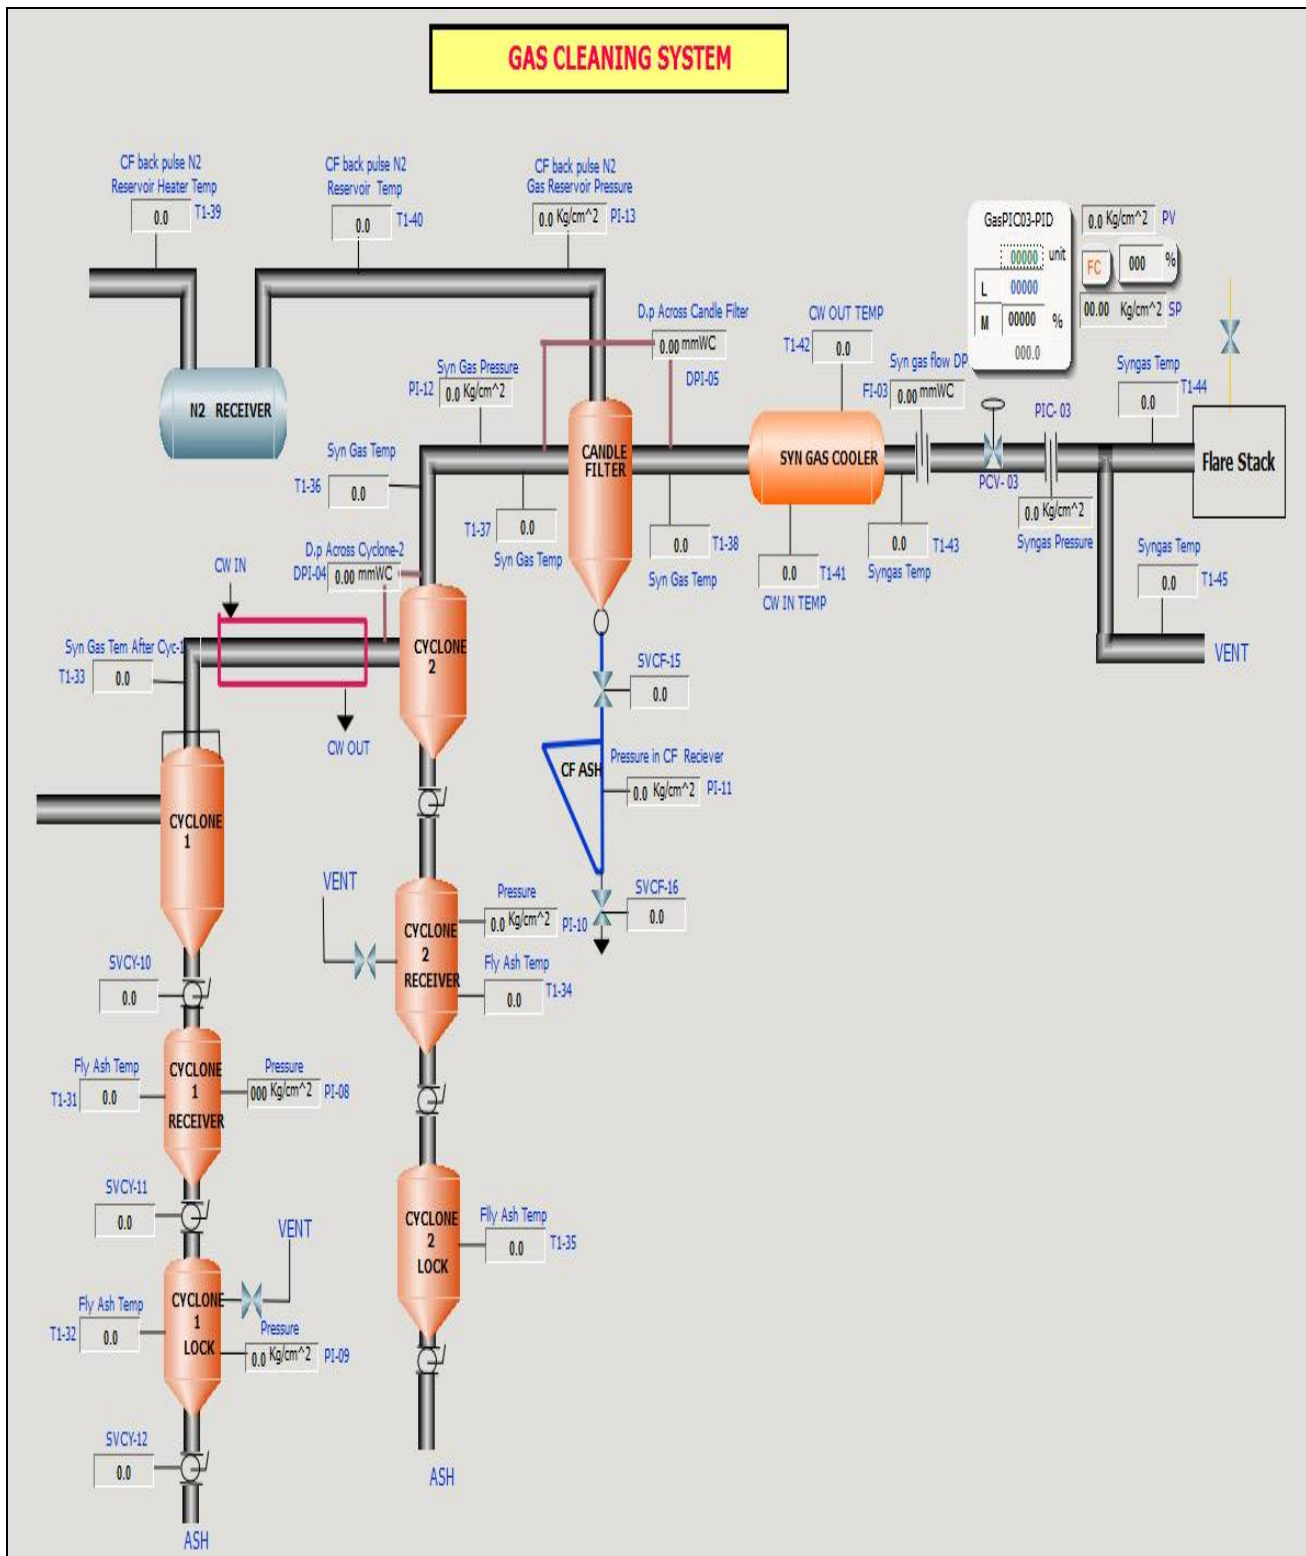 GAS CLEANING SYSTEM
CF back pulse N2
Reservoir Heater Temp
0.0
T1-39
CF back pulse N2
Reservoir Temp
0.0
T1-40
CF back pulse N2
Gas Reservoir Pressure
0.0 Kg/cm^2
PI-13
GasPIC03-PID
00000 unit
L 00000
M 00000 %
000.0
0.0 Kg/cm^2 PV
FC 000 %
00.00 Kg/cm^2 SP
D.p Across Candle Filter
0.00 mmWC
DPI-05
CW OUT TEMP
T1-42
0.0
Syn gas flow DP
FI-03
0.00 mmWC
Syn Gas Pressure
PI-12
0.0 Kg/cm^2
PIC- 03
Syngas Temp
T1-44
0.0
N2 RECEIVER
CANDLE
FILTER
SYN GAS COOLER
PCV- 03
Flare Stack
Syn Gas Temp
T1-36
0.0
T1-37
0.0
Syn Gas Temp
0.0
T1-38
Syn Gas Temp
0.0
T1-41
CW IN TEMP
0.0
T1-43
Syngas Temp
0.0 Kg/cm^2
Syngas Pressure
Syngas Temp
0.0
T1-45
VENT
D.p Across Cyclone-2
DPI-04
0.00 mmWC
CW IN
CW OUT
Syn Gas Tem After Cyc-1
T1-33
0.0
CYCLONE
2
SVCF-15
0.0
CF ASH
Pressure in CF Reciever
0.0 Kg/cm^2
PI-11
SVCF-16
0.0
CYCLONE
1
VENT
CYCLONE
2
RECEIVER
Pressure
0.0 Kg/cm^2
PI-10
Fly Ash Temp
0.0
T1-34
SVCY-10
0.0
Fly Ash Temp
T1-31
0.0
CYCLONE
1
RECEIVER
Pressure
000 Kg/cm^2
PI-08
SVCY-11
0.0
VENT
CYCLONE
2
LOCK
Flly Ash Temp
0.0
T1-35
Fly Ash Temp
T1-32
0.0
CYCLONE
1
LOCK
Pressure
0.0 Kg/cm^2
PI-09
SVCY-12
0.0
ASH
ASH